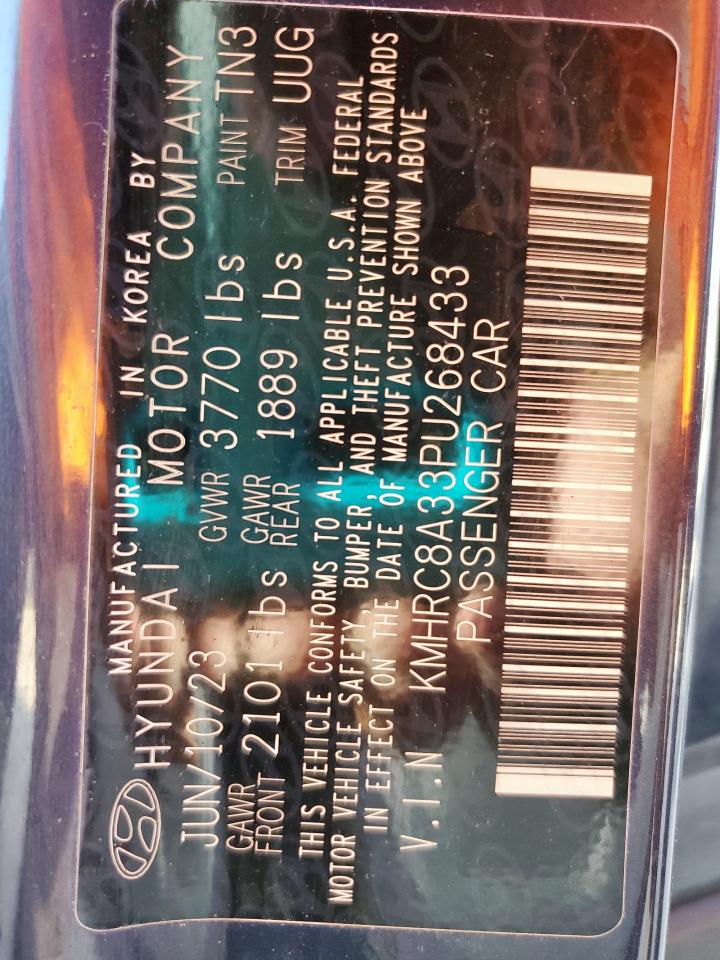 MANUFACTURED IN KOREA BY
HYUNDAI MOTOR COMPANY
JUN/10/23 GVWR 3770 lbs PAINT TN3
GAWR FRONT 2101 lbs GAWR REAR 1889 lbs TRIM UUG
THIS VEHICLE CONFORMS TO ALL APPLICABLE U.S.A. FEDERAL
MOTOR VEHICLE SAFETY, BUMPER, AND THEFT PREVENTION STANDARDS
IN EFFECT ON THE DATE OF MANUFACTURE SHOWN ABOVE
V.I.N KMHRC8A33PU268433
PASSENGER CAR